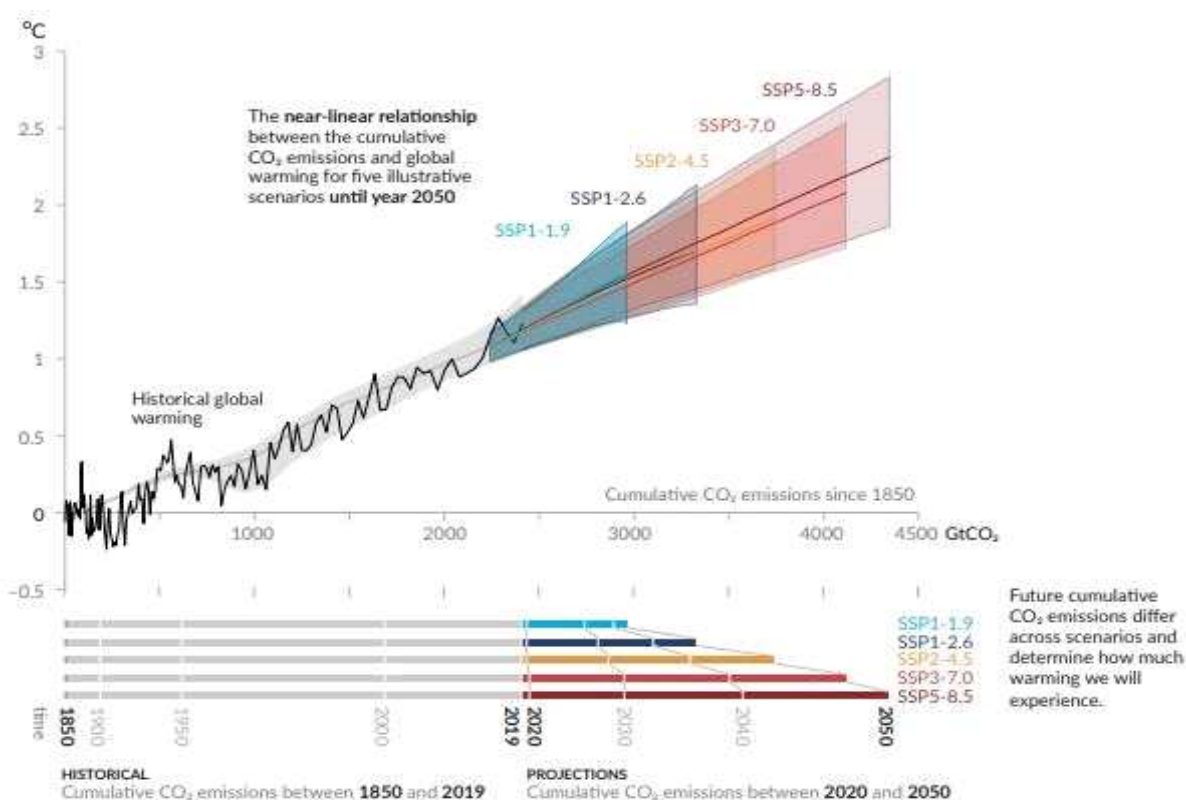 °C
3
2.5
2
1.5
1
0.5
0
−0.5
The near-linear relationship
between the cumulative
CO₂ emissions and global
warming for five illustrative
scenarios until year 2050
SSP5-8.5
SSP3-7.0
SSP2-4.5
SSP1-2.6
SSP1-1.9
Historical global
warming
Cumulative CO₂ emissions since 1850
1000 2000 3000 4000 4500 GtCO₂
Future cumulative
CO₂ emissions differ
across scenarios and
determine how much
warming we will
experience.
SSP1-1.9
SSP1-2.6
SSP2-4.5
SSP3-7.0
SSP5-8.5
time 1850 1900 1950 2000 2019 2020 2030 2040 2050
HISTORICAL
Cumulative CO₂ emissions between 1850 and 2019
PROJECTIONS
Cumulative CO₂ emissions between 2020 and 2050